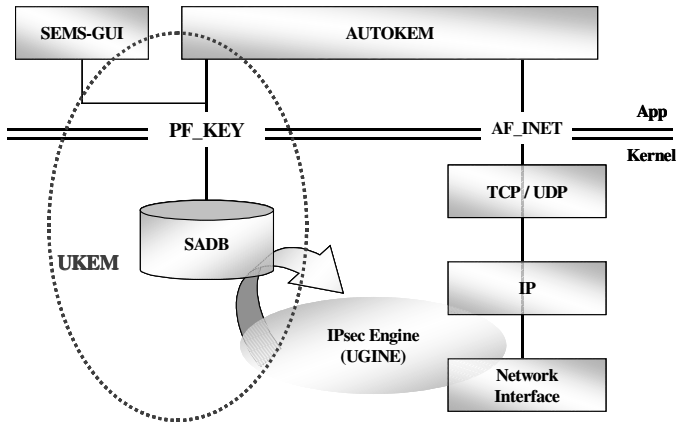 SEMS-GUI
AUTOKEM
App
PF_KEY
AF_INET
Kernel
TCP / UDP
SADB
UKEM
IP
IPsec Engine
(UGINE)
Network
Interface